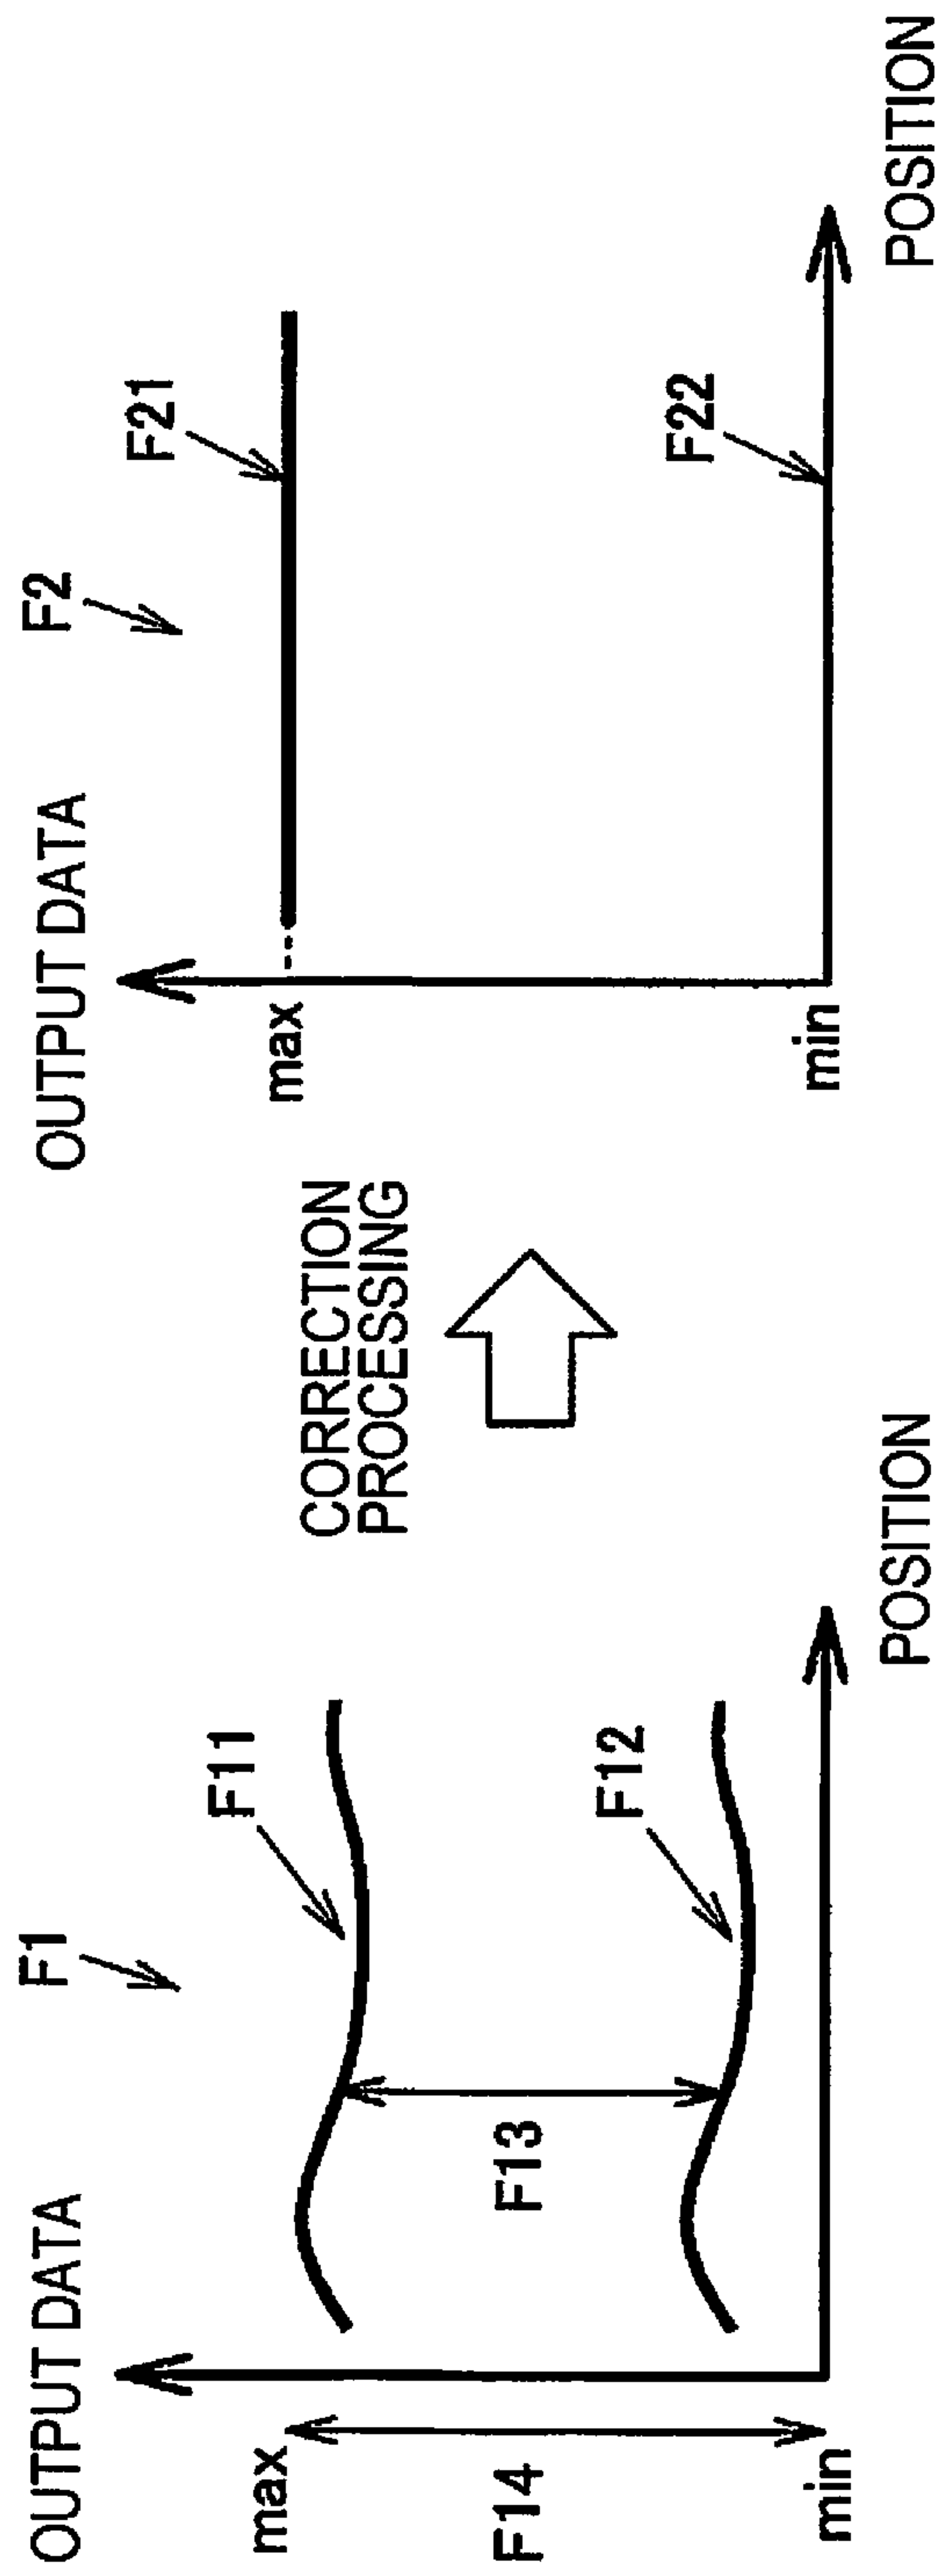 OUTPUT DATA
F1
max
F11
F14
F13
F12
min
POSITION
CORRECTION
PROCESSING
OUTPUT DATA
F2
max
F21
F22
min
POSITION